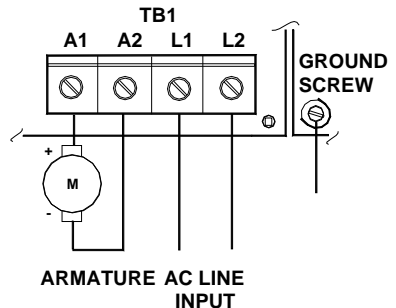 TB1
A1 A2 L1 L2
GROUND
SCREW
+
M
-
ARMATURE AC LINE
INPUT